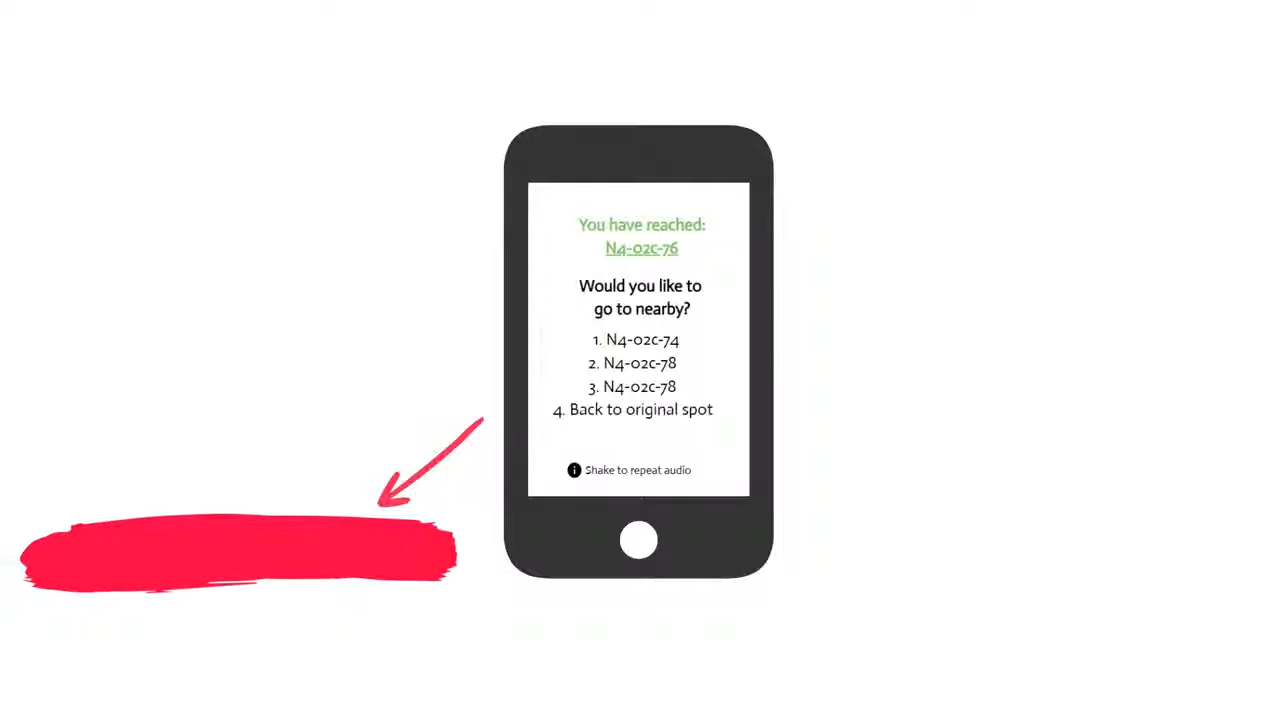 You have reached:
N4-02c-76
Would you like to
go to nearby?
1. N4-02c-74
2. N4-02c-78
3. N4-02c-78
4. Back to original spot
i Shake to repeat audio